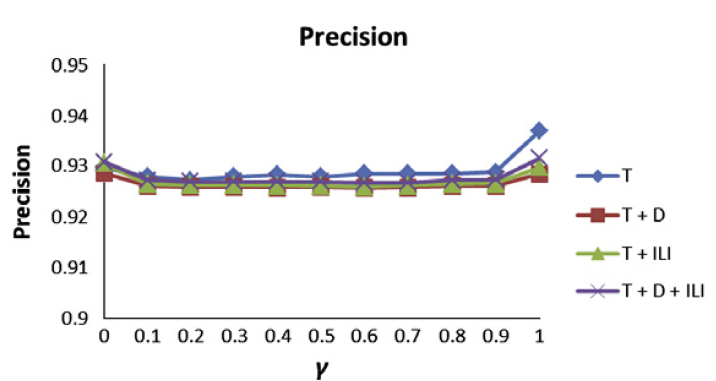 Precision
0.95
0.94
0.93
0.92
0.91
0.9
Precision
0 0.1 0.2 0.3 0.4 0.5 0.6 0.7 0.8 0.9 1
γ
T
T + D
T + ILI
T + D + ILI